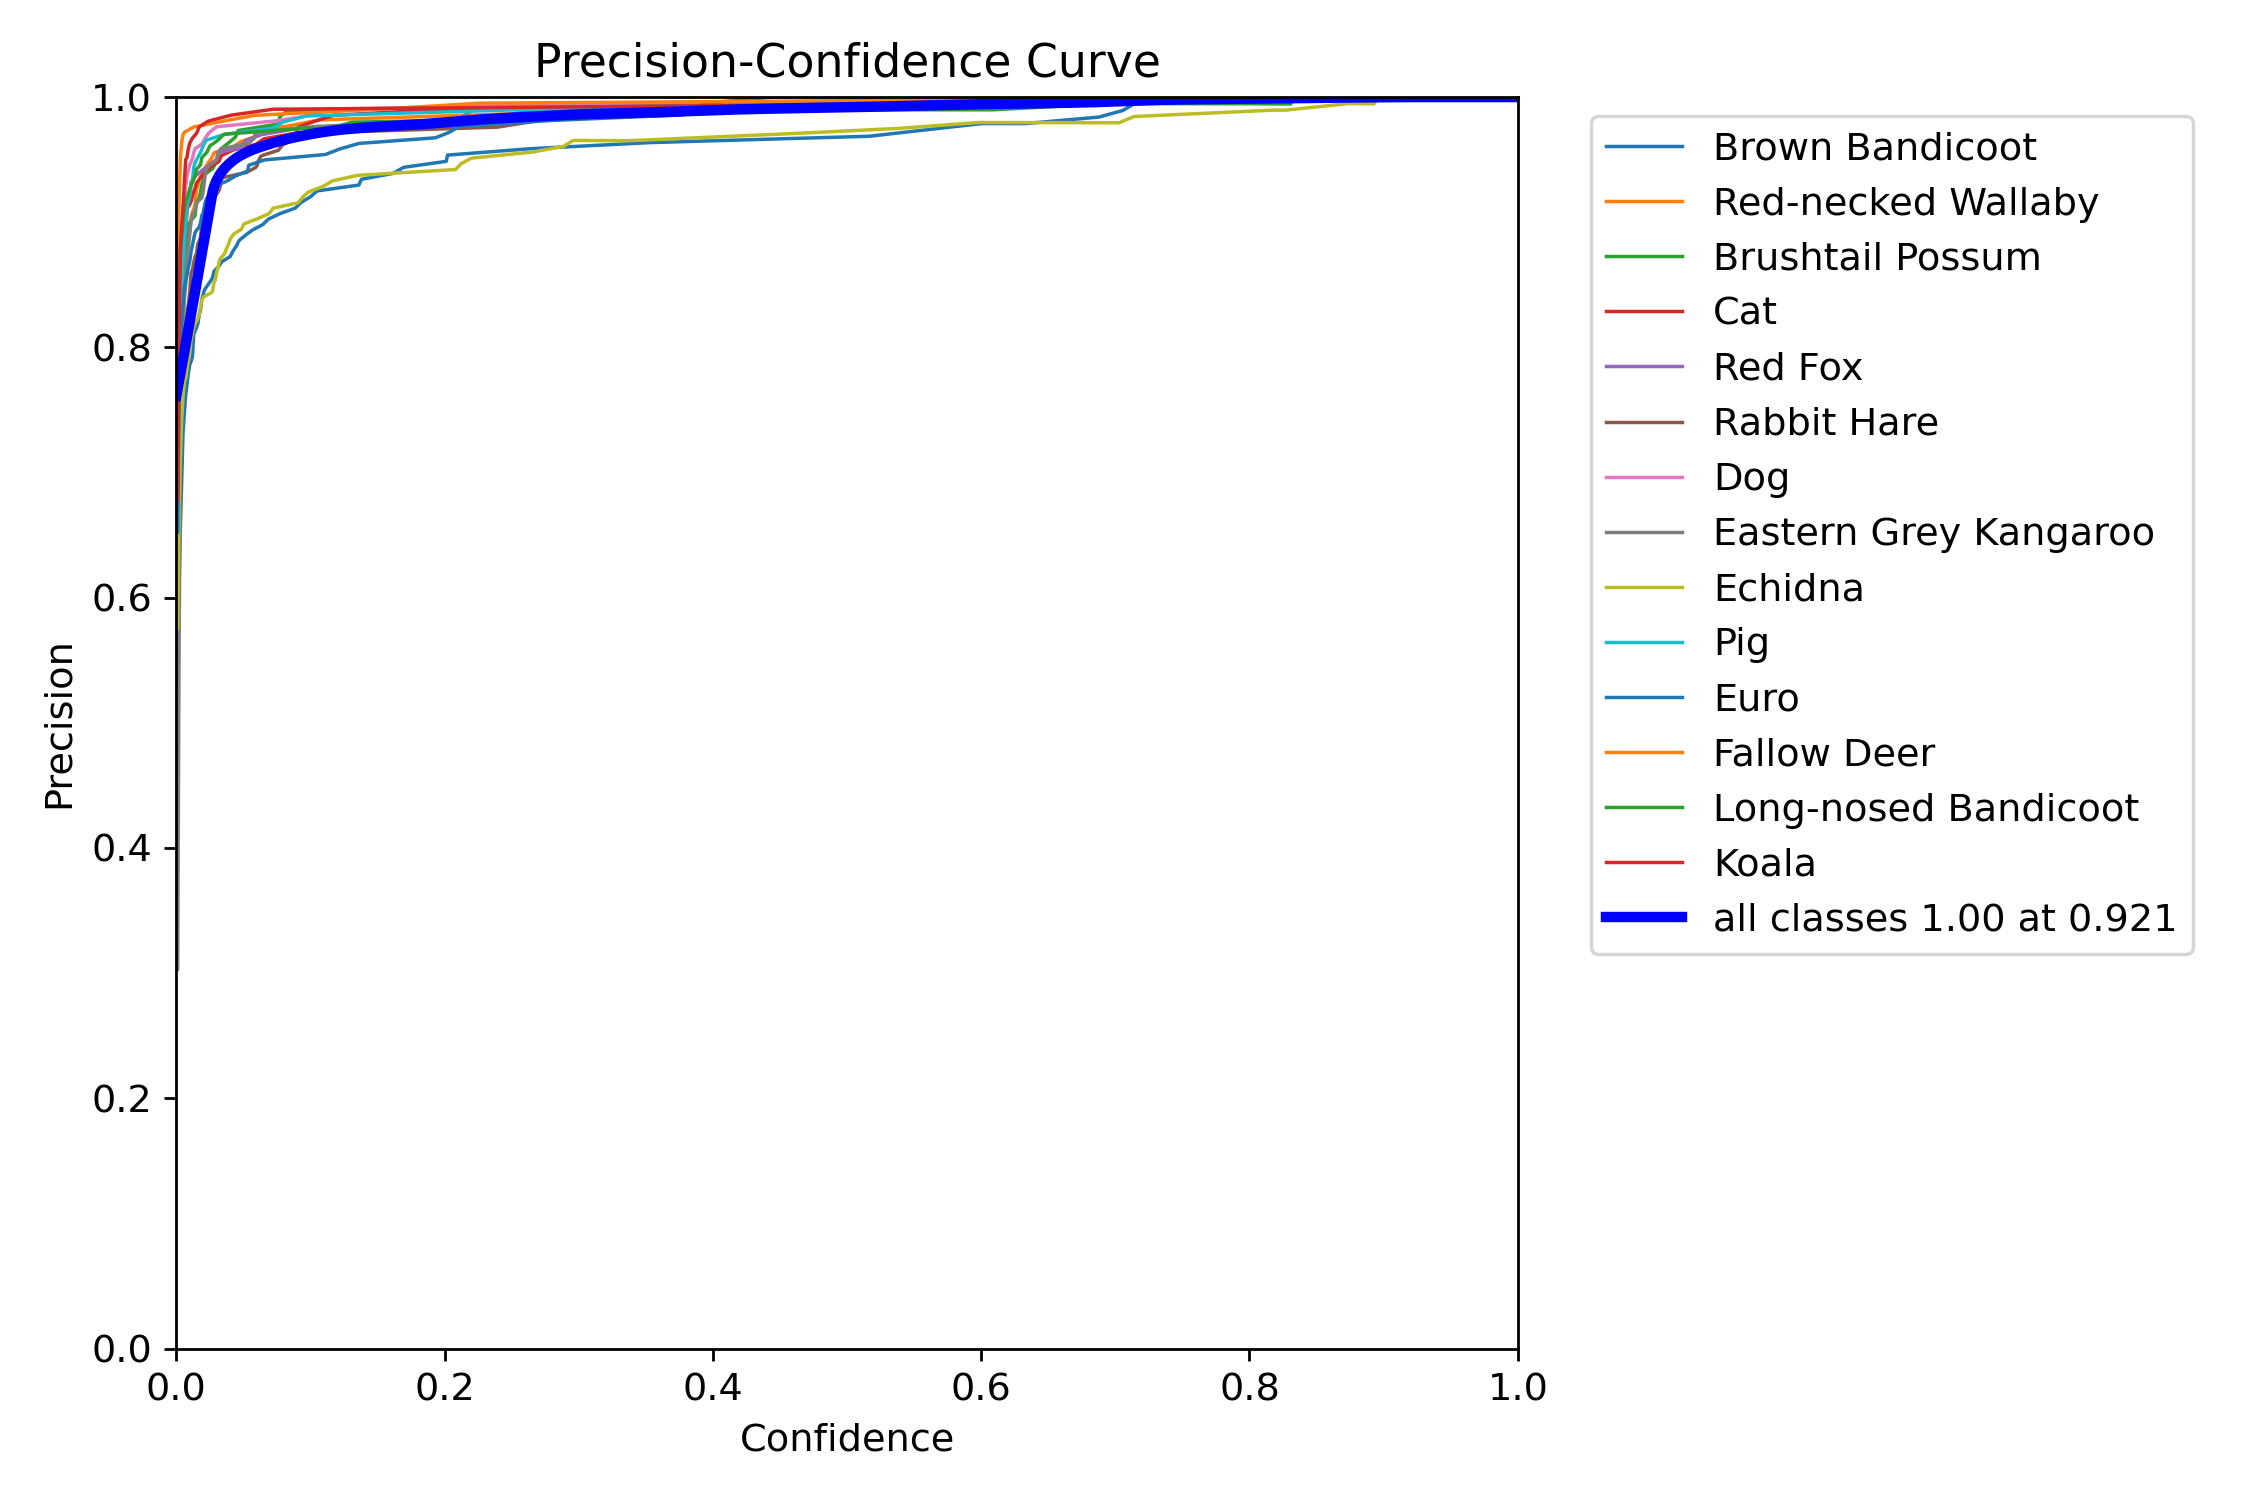 Precision-Confidence Curve
1.0
0.8
0.6
0.4
0.2
0.0
Precision
0.0 0.2 0.4 0.6 0.8 1.0
Confidence
Brown Bandicoot
Red-necked Wallaby
Brushtail Possum
Cat
Red Fox
Rabbit Hare
Dog
Eastern Grey Kangaroo
Echidna
Pig
Euro
Fallow Deer
Long-nosed Bandicoot
Koala
all classes 1.00 at 0.921